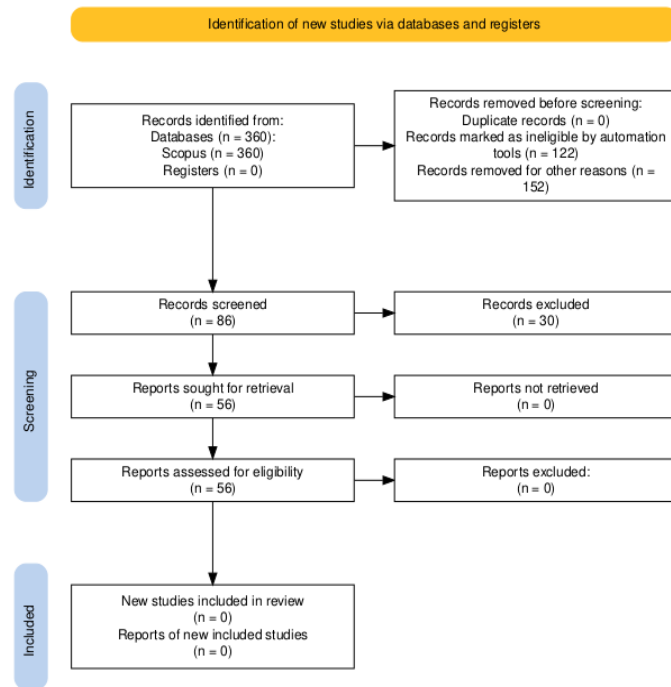 Identification of new studies via databases and registers
Identification
Records identified from:
Databases (n = 360):
Scopus (n = 360)
Registers (n = 0)
Records removed before screening:
Duplicate records (n = 0)
Records marked as ineligible by automation
tools (n = 122)
Records removed for other reasons (n =
152)
Screening
Records screened
(n = 86)
Records excluded
(n = 30)
Reports sought for retrieval
(n = 56)
Reports not retrieved
(n = 0)
Reports assessed for eligibility
(n = 56)
Reports excluded:
(n = 0)
Included
New studies included in review
(n = 0)
Reports of new included studies
(n = 0)